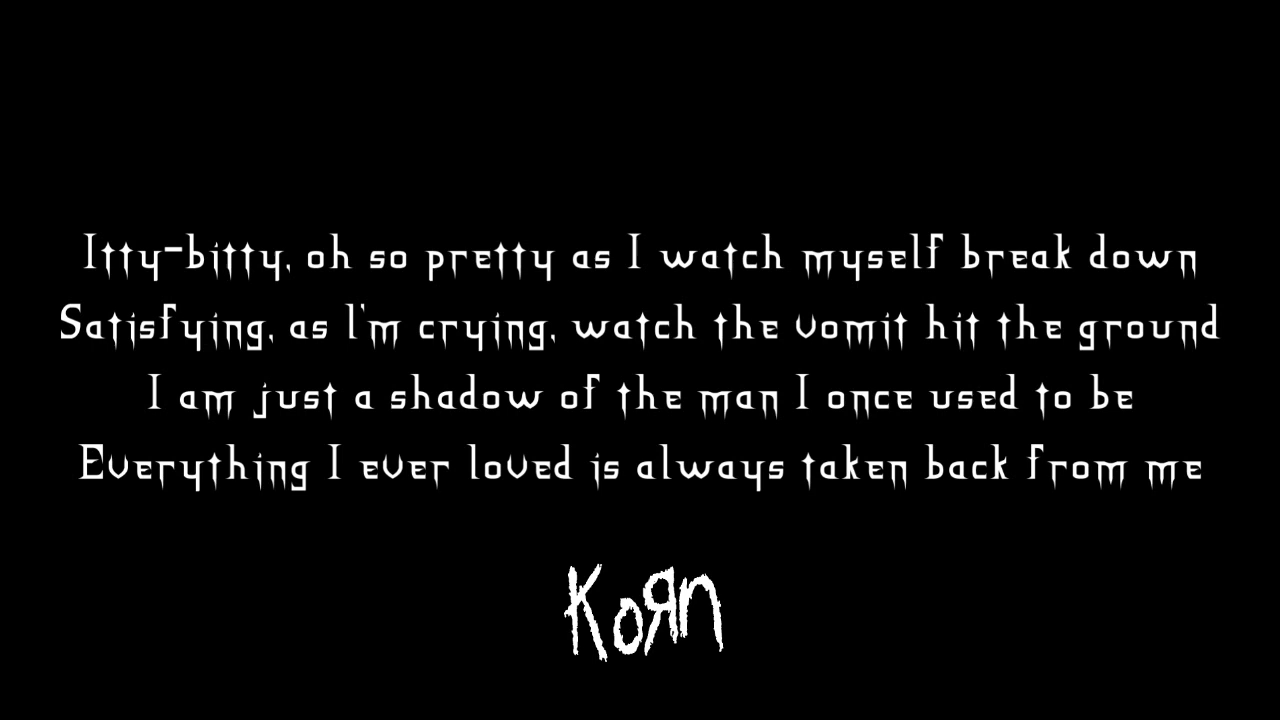 Itty-bitty, oh so pretty as I watch myself break down
Satisfying, as I'm crying, watch the vomit hit the ground
I am just a shadow of the man I once used to be
Everything I ever loved is always taken back from me
KoЯn